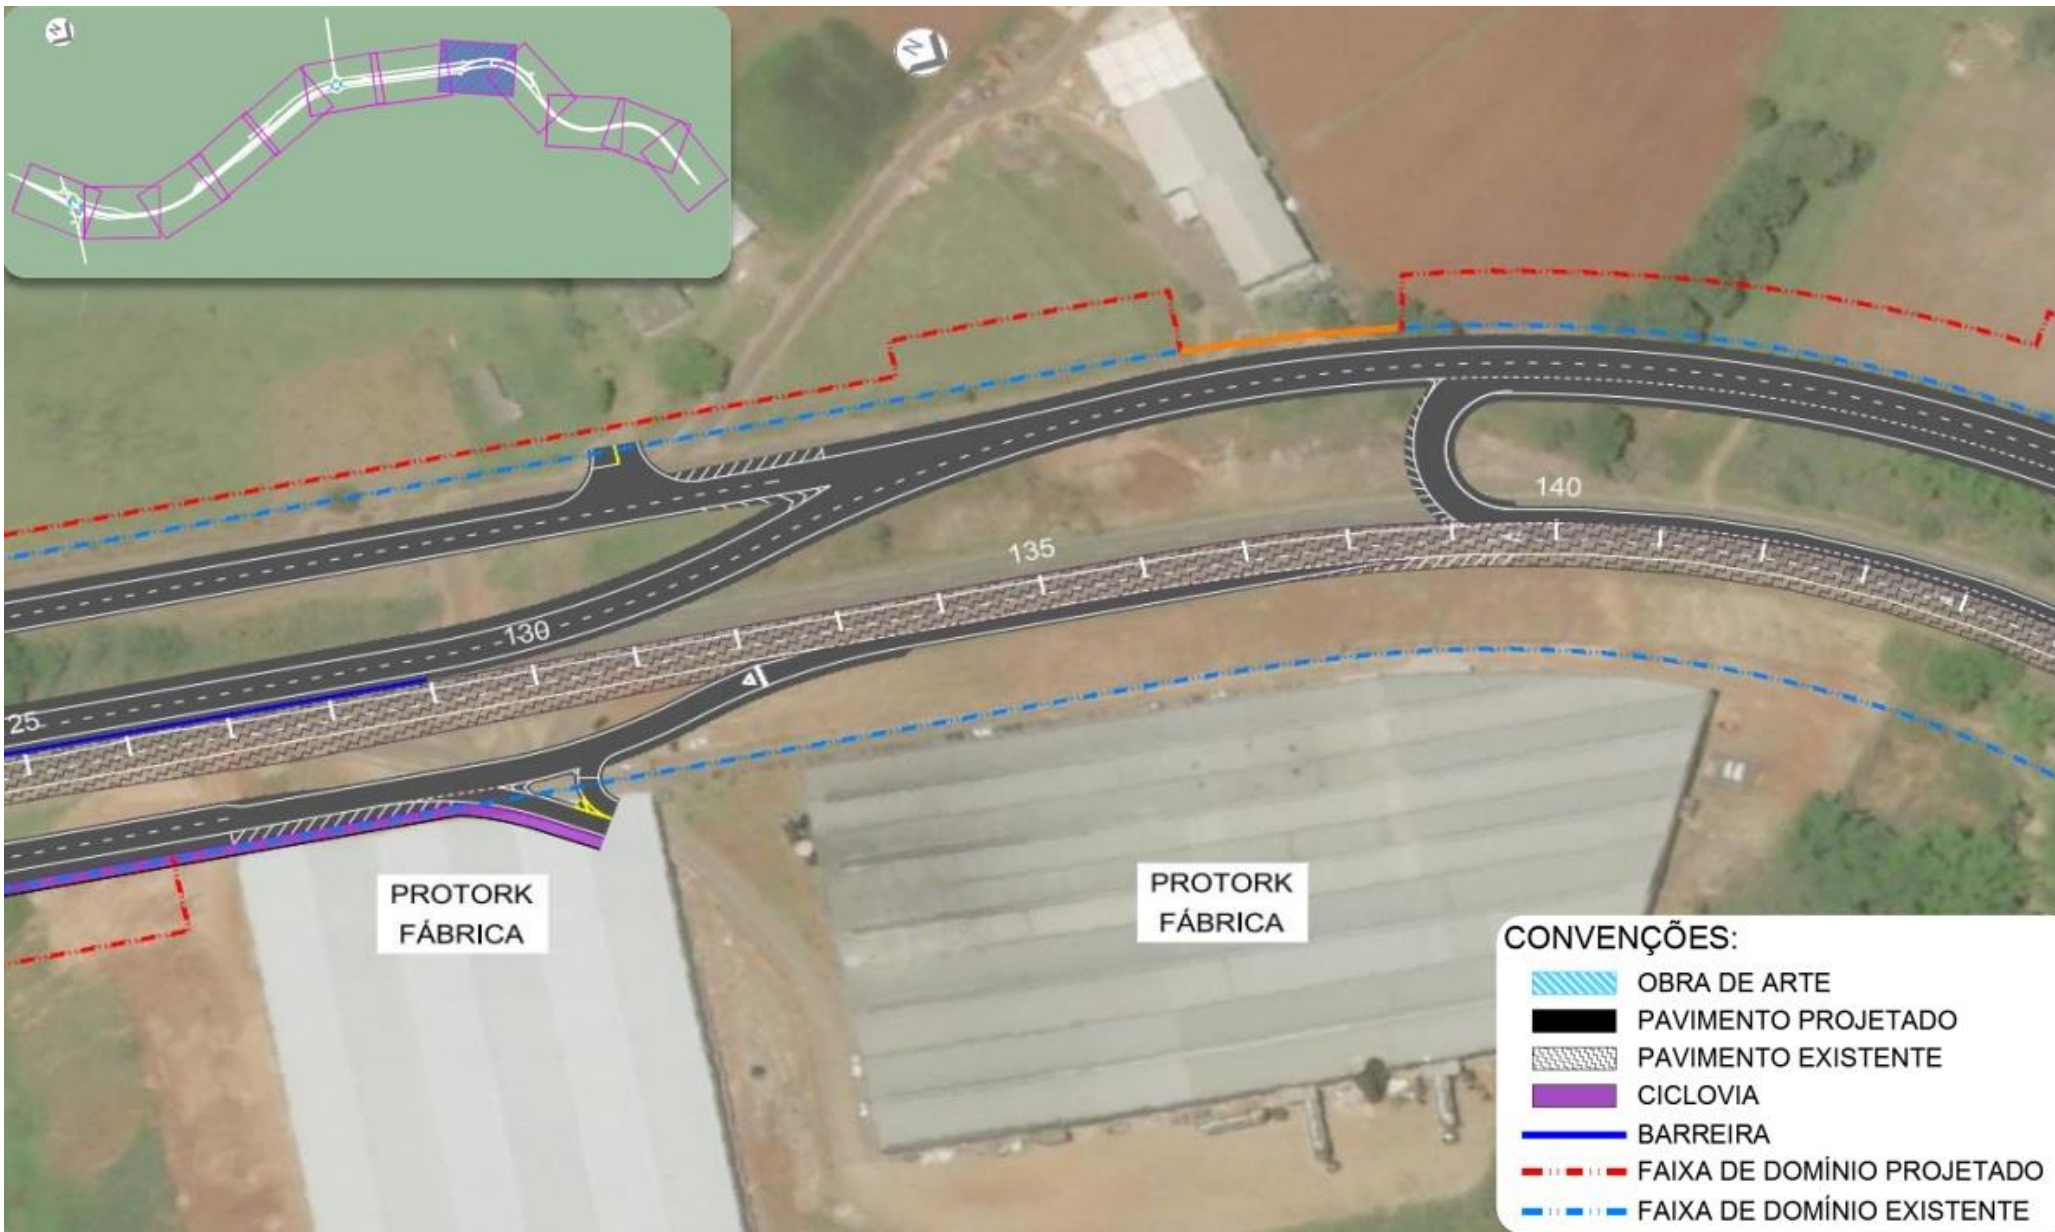 N
N
140
135
130
25
PROTORK
FÁBRICA
PROTORK
FÁBRICA
CONVENÇÕES:
OBRA DE ARTE
PAVIMENTO PROJETADO
PAVIMENTO EXISTENTE
CICLOVIA
BARREIRA
FAIXA DE DOMÍNIO PROJETADO
FAIXA DE DOMÍNIO EXISTENTE